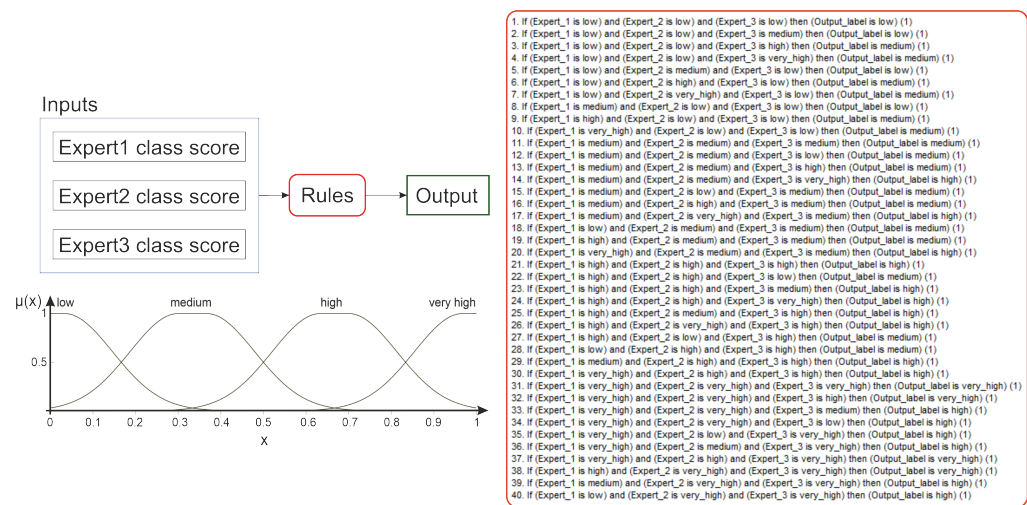 Inputs
Expert1 class score
Expert2 class score
Expert3 class score
Rules
Output
μ(x)
low
medium
high
very high
1
0.5
0
0.1
0.2
0.3
0.4
0.5
0.6
0.7
0.8
0.9
1
x
1. If (Expert_1 is low) and (Expert_2 is low) and (Expert_3 is low) then (Output_label is low) (1)
2. If (Expert_1 is low) and (Expert_2 is low) and (Expert_3 is medium) then (Output_label is low) (1)
3. If (Expert_1 is low) and (Expert_2 is low) and (Expert_3 is high) then (Output_label is medium) (1)
4. If (Expert_1 is low) and (Expert_2 is low) and (Expert_3 is very_high) then (Output_label is medium) (1)
5. If (Expert_1 is low) and (Expert_2 is medium) and (Expert_3 is low) then (Output_label is low) (1)
6. If (Expert_1 is low) and (Expert_2 is high) and (Expert_3 is low) then (Output_label is medium) (1)
7. If (Expert_1 is low) and (Expert_2 is very_high) and (Expert_3 is low) then (Output_label is medium) (1)
8. If (Expert_1 is medium) and (Expert_2 is low) and (Expert_3 is low) then (Output_label is low) (1)
9. If (Expert_1 is high) and (Expert_2 is low) and (Expert_3 is low) then (Output_label is medium) (1)
10. If (Expert_1 is very_high) and (Expert_2 is low) and (Expert_3 is low) then (Output_label is medium) (1)
11. If (Expert_1 is medium) and (Expert_2 is medium) and (Expert_3 is medium) then (Output_label is medium) (1)
12. If (Expert_1 is medium) and (Expert_2 is medium) and (Expert_3 is low) then (Output_label is medium) (1)
13. If (Expert_1 is medium) and (Expert_2 is medium) and (Expert_3 is high) then (Output_label is medium) (1)
14. If (Expert_1 is medium) and (Expert_2 is medium) and (Expert_3 is very_high) then (Output_label is high) (1)
15. If (Expert_1 is medium) and (Expert_2 is low) and (Expert_3 is medium) then (Output_label is medium) (1)
16. If (Expert_1 is medium) and (Expert_2 is high) and (Expert_3 is medium) then (Output_label is medium) (1)
17. If (Expert_1 is medium) and (Expert_2 is very_high) and (Expert_3 is medium) then (Output_label is high) (1)
18. If (Expert_1 is low) and (Expert_2 is medium) and (Expert_3 is medium) then (Output_label is medium) (1)
19. If (Expert_1 is high) and (Expert_2 is medium) and (Expert_3 is medium) then (Output_label is medium) (1)
20. If (Expert_1 is very_high) and (Expert_2 is medium) and (Expert_3 is medium) then (Output_label is high) (1)
21. If (Expert_1 is high) and (Expert_2 is high) and (Expert_3 is high) then (Output_label is high) (1)
22. If (Expert_1 is high) and (Expert_2 is high) and (Expert_3 is low) then (Output_label is medium) (1)
23. If (Expert_1 is high) and (Expert_2 is high) and (Expert_3 is medium) then (Output_label is high) (1)
24. If (Expert_1 is high) and (Expert_2 is high) and (Expert_3 is very_high) then (Output_label is high) (1)
25. If (Expert_1 is high) and (Expert_2 is medium) and (Expert_3 is high) then (Output_label is high) (1)
26. If (Expert_1 is high) and (Expert_2 is very_high) and (Expert_3 is high) then (Output_label is high) (1)
27. If (Expert_1 is high) and (Expert_2 is low) and (Expert_3 is high) then (Output_label is medium) (1)
28. If (Expert_1 is low) and (Expert_2 is high) and (Expert_3 is high) then (Output_label is medium) (1)
29. If (Expert_1 is medium) and (Expert_2 is high) and (Expert_3 is high) then (Output_label is high) (1)
30. If (Expert_1 is very_high) and (Expert_2 is high) and (Expert_3 is high) then (Output_label is high) (1)
31. If (Expert_1 is very_high) and (Expert_2 is very_high) and (Expert_3 is very_high) then (Output_label is very_high) (1)
32. If (Expert_1 is very_high) and (Expert_2 is very_high) and (Expert_3 is high) then (Output_label is very_high) (1)
33. If (Expert_1 is very_high) and (Expert_2 is very_high) and (Expert_3 is medium) then (Output_label is high) (1)
34. If (Expert_1 is very_high) and (Expert_2 is very_high) and (Expert_3 is low) then (Output_label is high) (1)
35. If (Expert_1 is very_high) and (Expert_2 is low) and (Expert_3 is very_high) then (Output_label is high) (1)
36. If (Expert_1 is very_high) and (Expert_2 is medium) and (Expert_3 is very_high) then (Output_label is high) (1)
37. If (Expert_1 is very_high) and (Expert_2 is high) and (Expert_3 is very_high) then (Output_label is very_high) (1)
38. If (Expert_1 is high) and (Expert_2 is very_high) and (Expert_3 is very_high) then (Output_label is very_high) (1)
39. If (Expert_1 is medium) and (Expert_2 is very_high) and (Expert_3 is very_high) then (Output_label is high) (1)
40. If (Expert_1 is low) and (Expert_2 is very_high) and (Expert_3 is very_high) then (Output_label is high) (1)